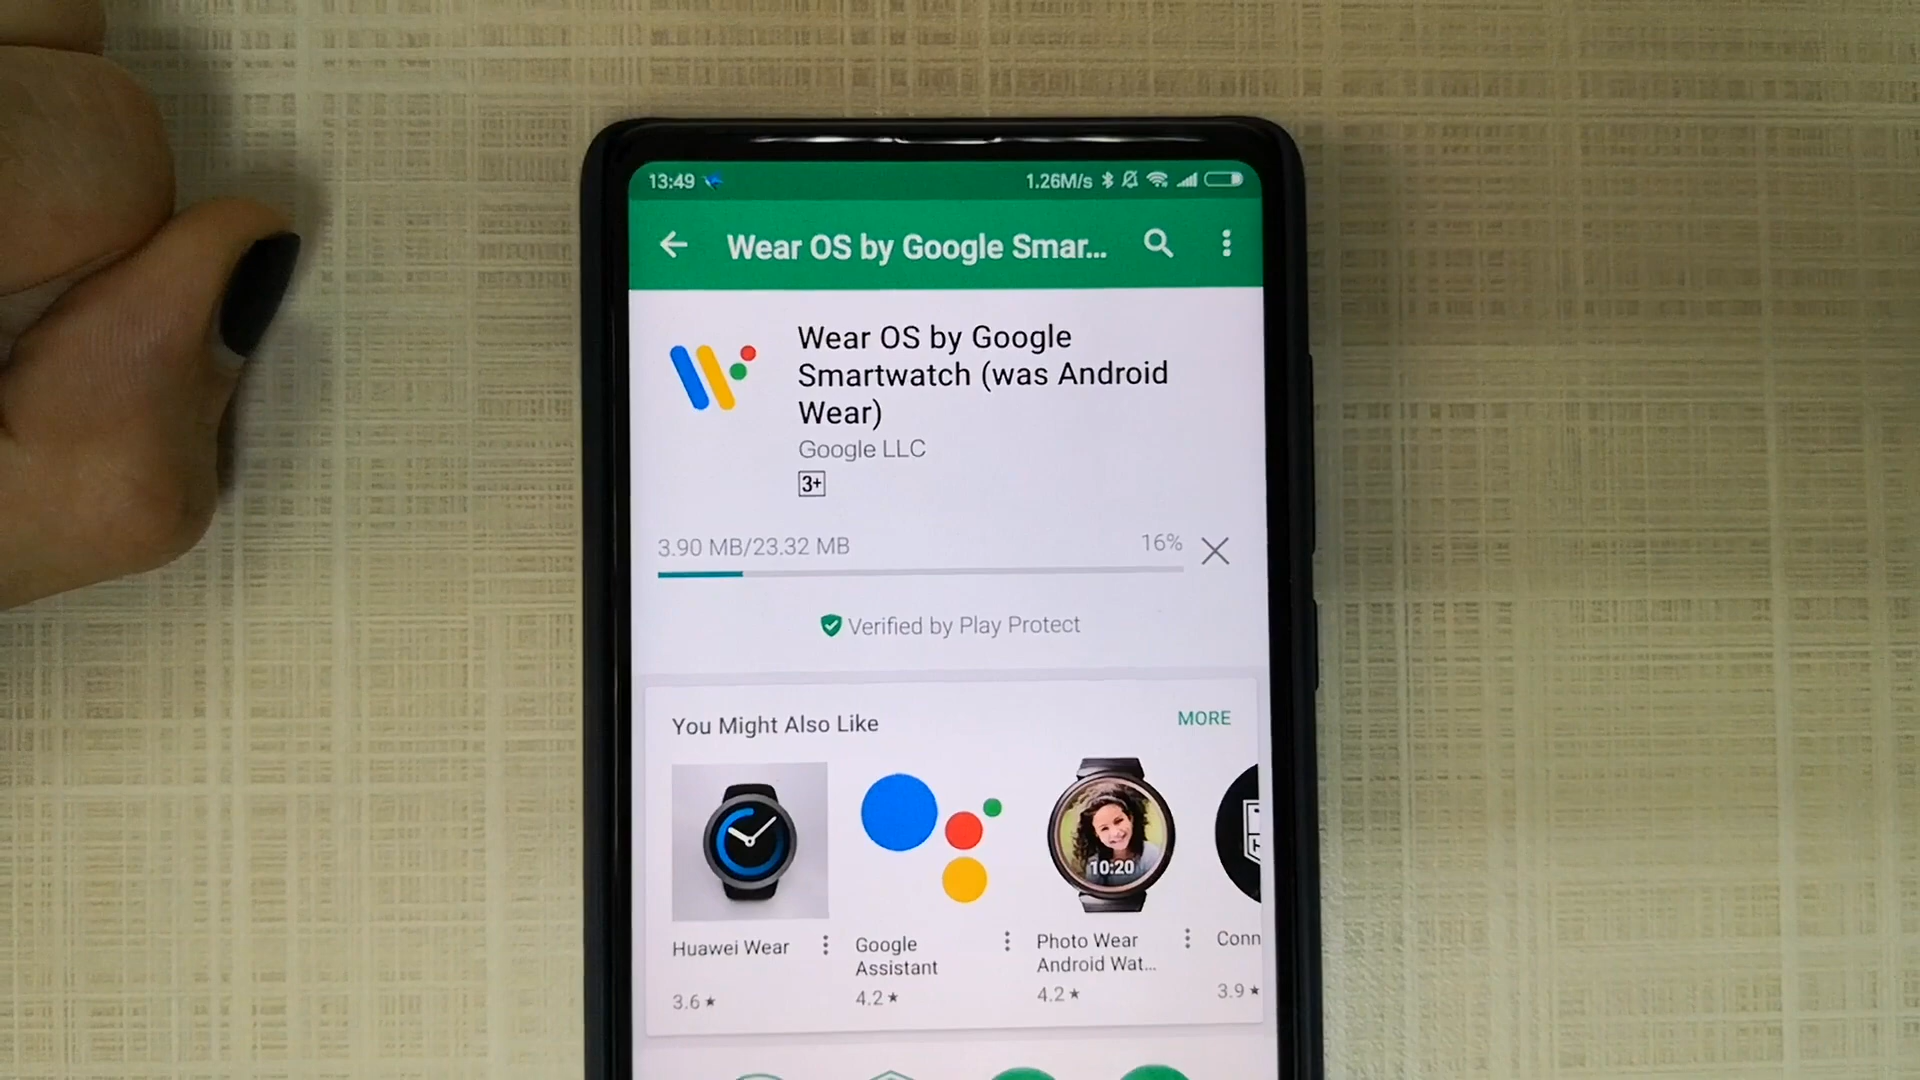 13:49 1.26M/s
Wear OS by Google Smar...
Wear OS by Google
Smartwatch (was Android
Wear)
Google LLC
3+
3.90 MB/23.32 MB 16%
Verified by Play Protect
You Might Also Like MORE
10:20
Huawei Wear
Google
Assistant
Photo Wear
Android Wat...
Conn
3.6★
4.2★
4.2★
3.9★